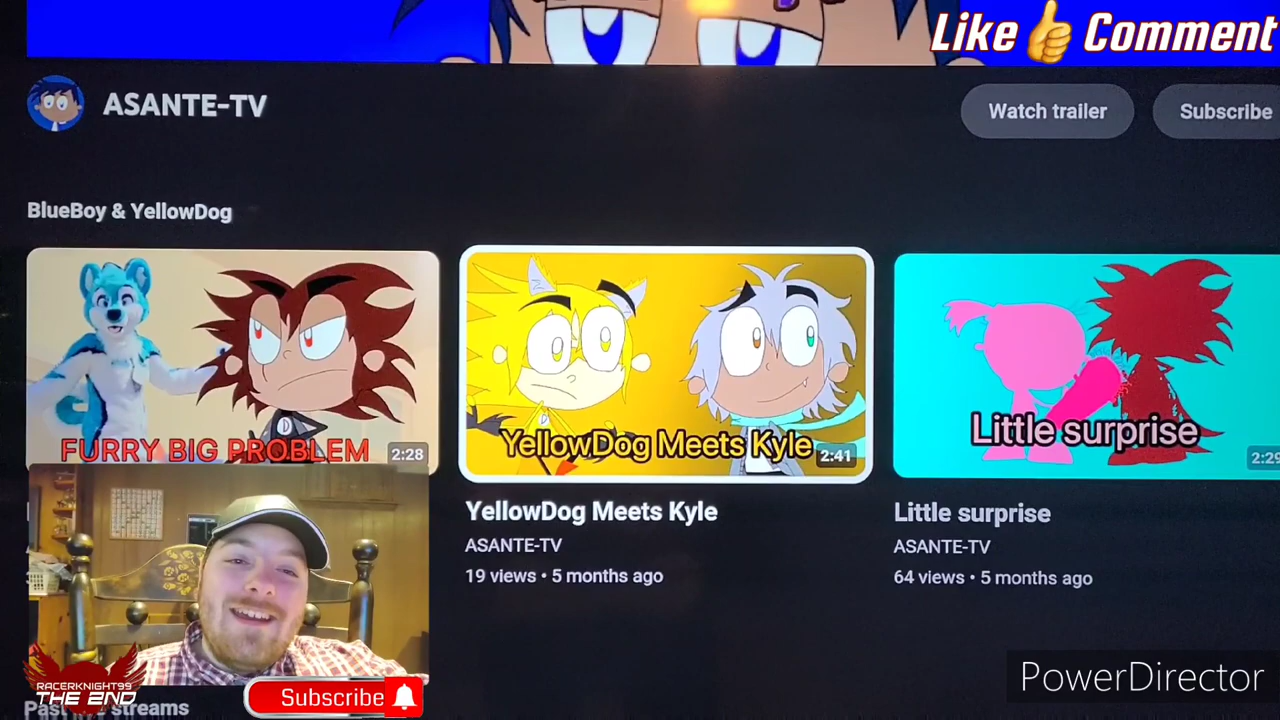 Like 👍 Comment
ASANTE-TV
Watch trailer
Subscribe
BlueBoy & YellowDog
FURRY BIG PROBLEM
2:28
D
YellowDog Meets Kyle
2:41
Little surprise
2:29
YellowDog Meets Kyle
ASANTE-TV
19 views • 5 months ago
Little surprise
ASANTE-TV
64 views • 5 months ago
RACERKNIGHT99
THE 2ND
Subscribe
Past live streams
PowerDirector